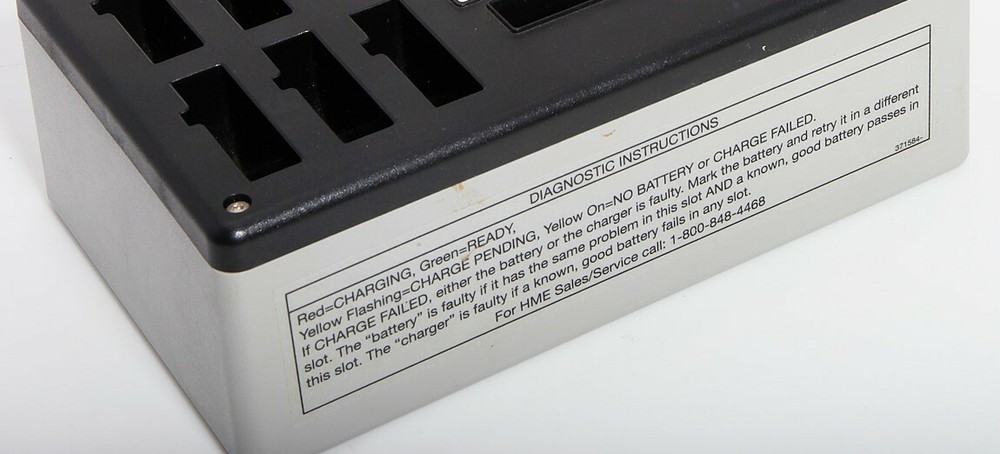 DIAGNOSTIC INSTRUCTIONS
Red=CHARGING, Green=READY,
Yellow Flashing=CHARGE PENDING, Yellow On=NO BATTERY or CHARGE FAILED.
If CHARGE FAILED, either the battery or the charger is faulty. Mark the battery and retry it in a different
slot. The “battery” is faulty if it has the same problem in this slot AND a known, good battery passes in
this slot. The “charger” is faulty if a known, good battery fails in any slot.
For HME Sales/Service call: 1-800-848-4468
371584-